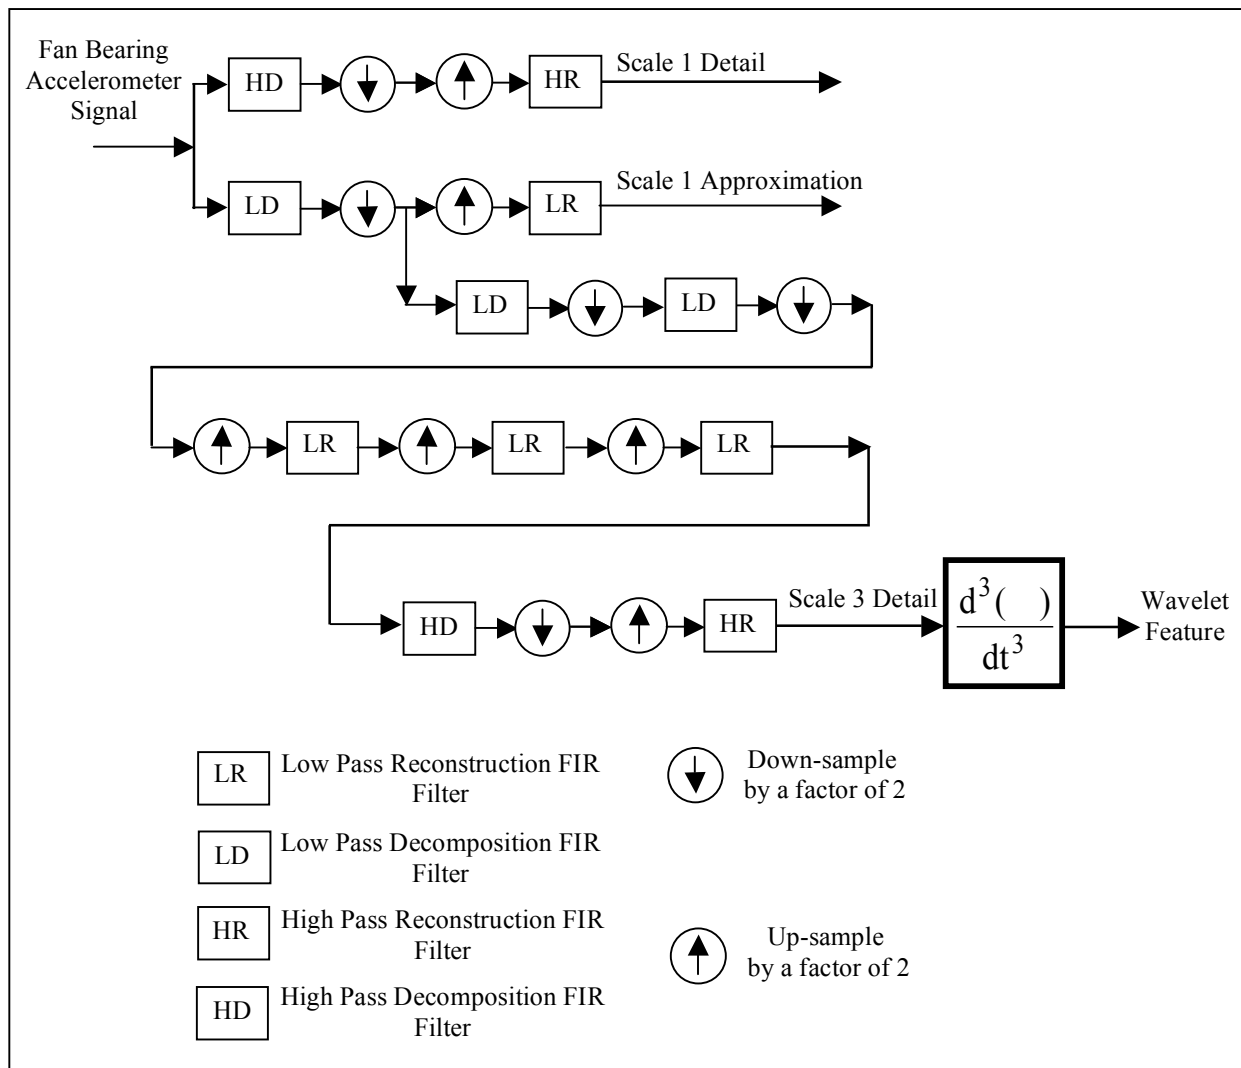 Fan Bearing
Accelerometer
Signal
HD
HR
Scale 1 Detail
LD
LR
Scale 1 Approximation
LD
LD
LR
LR
LR
HD
HR
Scale 3 Detail
d³( )
dt³
Wavelet
Feature
LR
Low Pass Reconstruction FIR
Filter
Down-sample
by a factor of 2
LD
Low Pass Decomposition FIR
Filter
HR
High Pass Reconstruction FIR
Filter
Up-sample
by a factor of 2
HD
High Pass Decomposition FIR
Filter